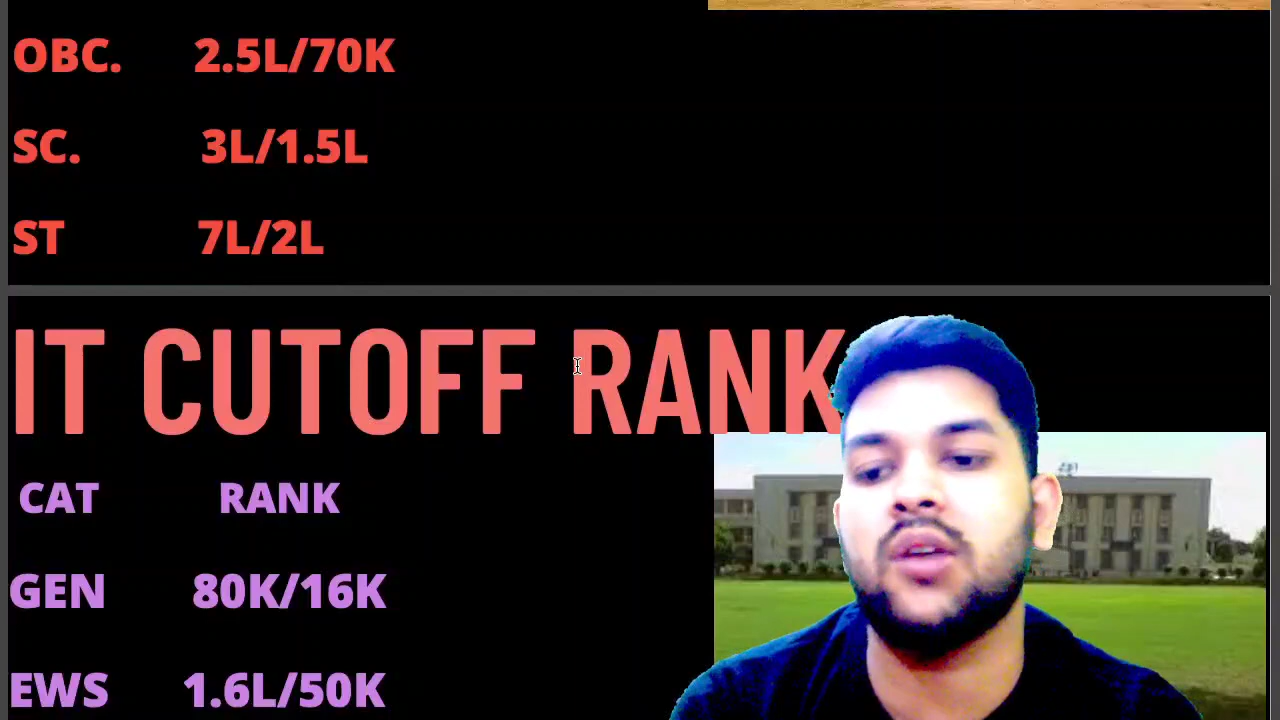 OBC. 2.5L/70K
SC. 3L/1.5L
ST 7L/2L
IT CUTOFF RANK
CAT RANK
GEN 80K/16K
EWS 1.6L/50K